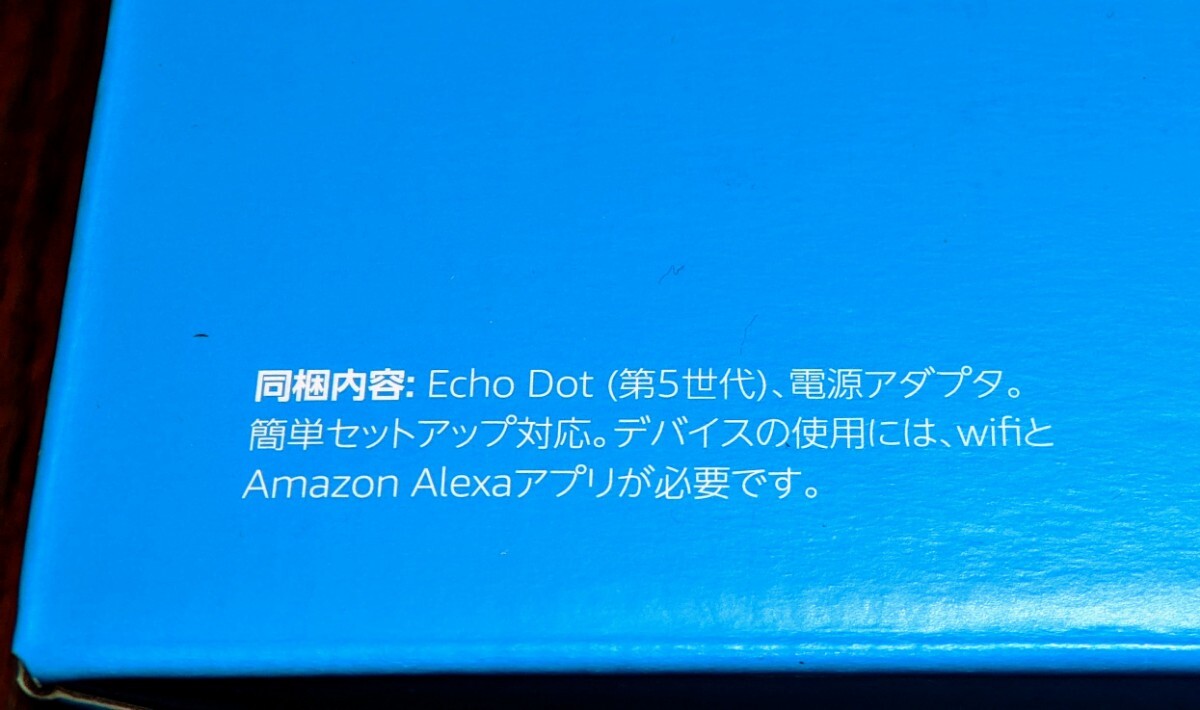 同梱内容: Echo Dot (第5世代)、電源アダプタ。
簡単セットアップ対応。デバイスの使用には、wifiと
Amazon Alexaアプリが必要です。